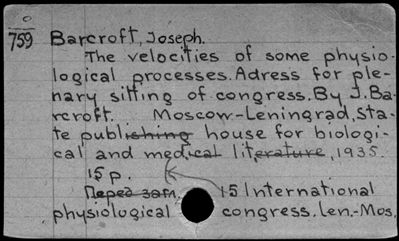 759 Barcroft, Joseph.
The velocities of some physio-
logical processes. Adress for ple-
nary sitting of congress. By J. Ba-
rcroft. Moscow-Leningrad, sta-
te publishing house for biologi-
cal and medical literature, 1935.
15 p.
Перед загл. 15 International
physiological congress. Len.-Mos.